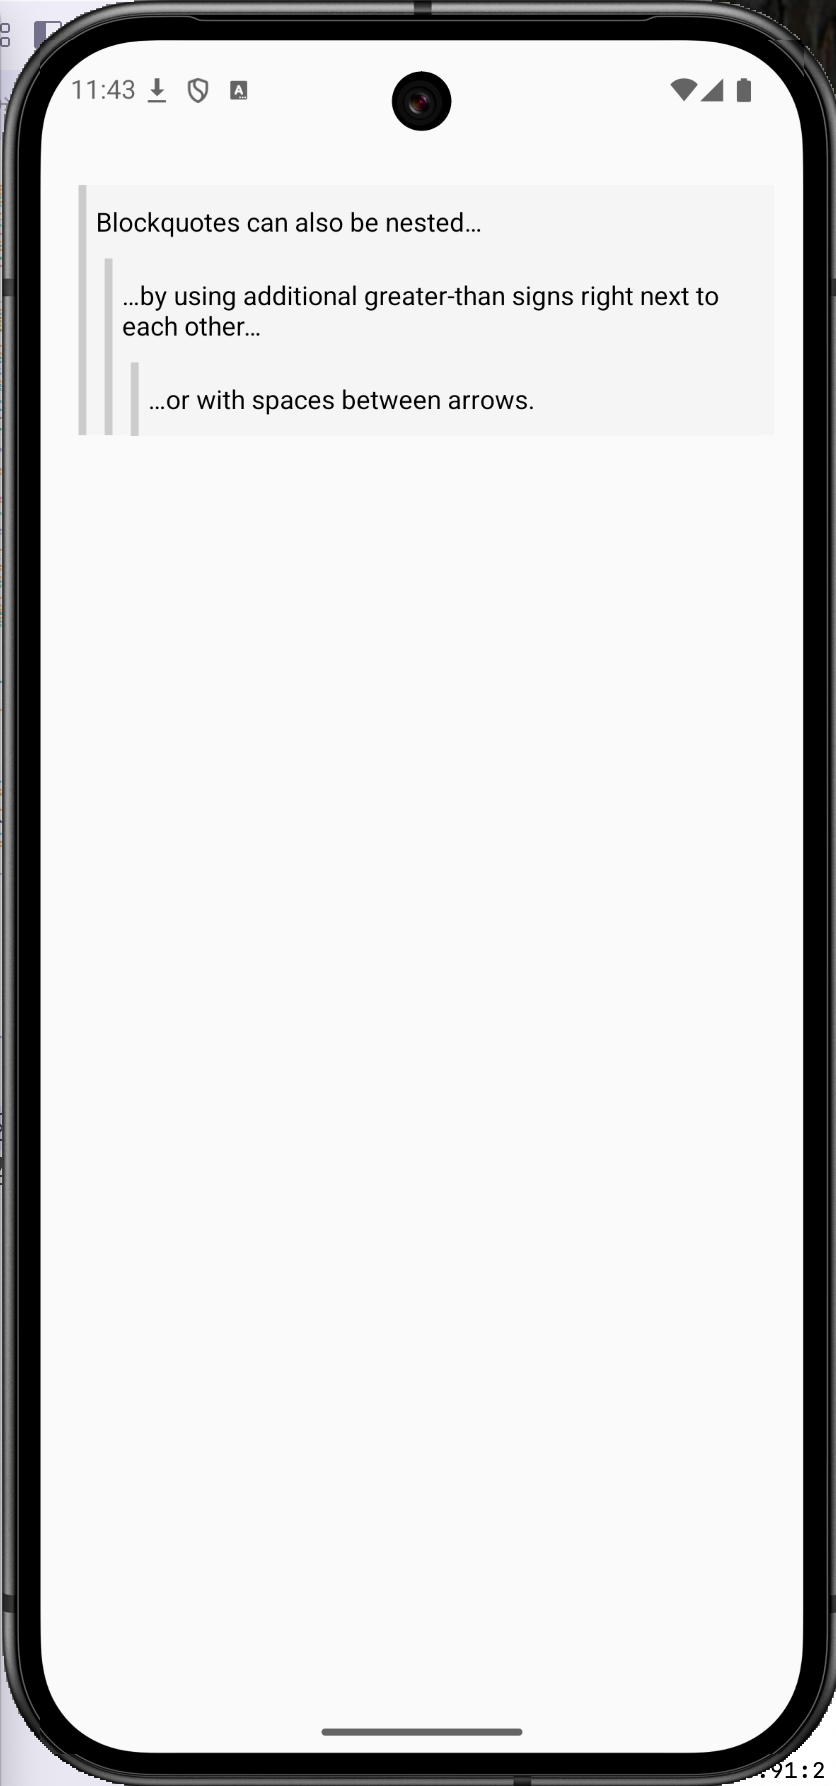 11:43
A
Blockquotes can also be nested…
…by using additional greater-than signs right next to
each other…
…or with spaces between arrows.
:91:2